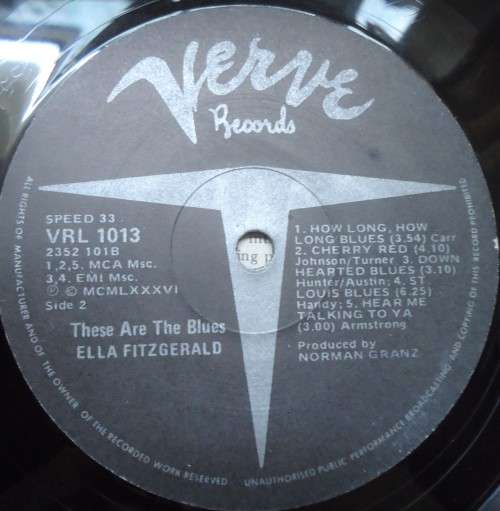 Verve
Records
SPEED 33
VRL 1013
2352 101B
1,2,5, MCA Msc.
3,4, EMI Msc.
Ⓟ © MCMLXXXVI
Side 2
These Are The Blues
ELLA FITZGERALD
1. HOW LONG, HOW
LONG BLUES (3.54) Carr
2. CHERRY RED (4.10)
Johnson/Turner 3. DOWN
HEARTED BLUES (3.10)
Hunter/Austin; 4. ST.
LOUIS BLUES (6.25)
Handy; 5. HEAR ME
TALKING TO YA
(3.00) Armstrong
Produced by
NORMAN GRANZ
ALL RIGHTS OF MANUFACTURER AND OF THE OWNER OF THE RECORDED WORK RESERVED UNAUTHORISED PUBLIC PERFORMANCE BROADCASTING AND COPYING OF THIS RECORD PROHIBITED
ng p